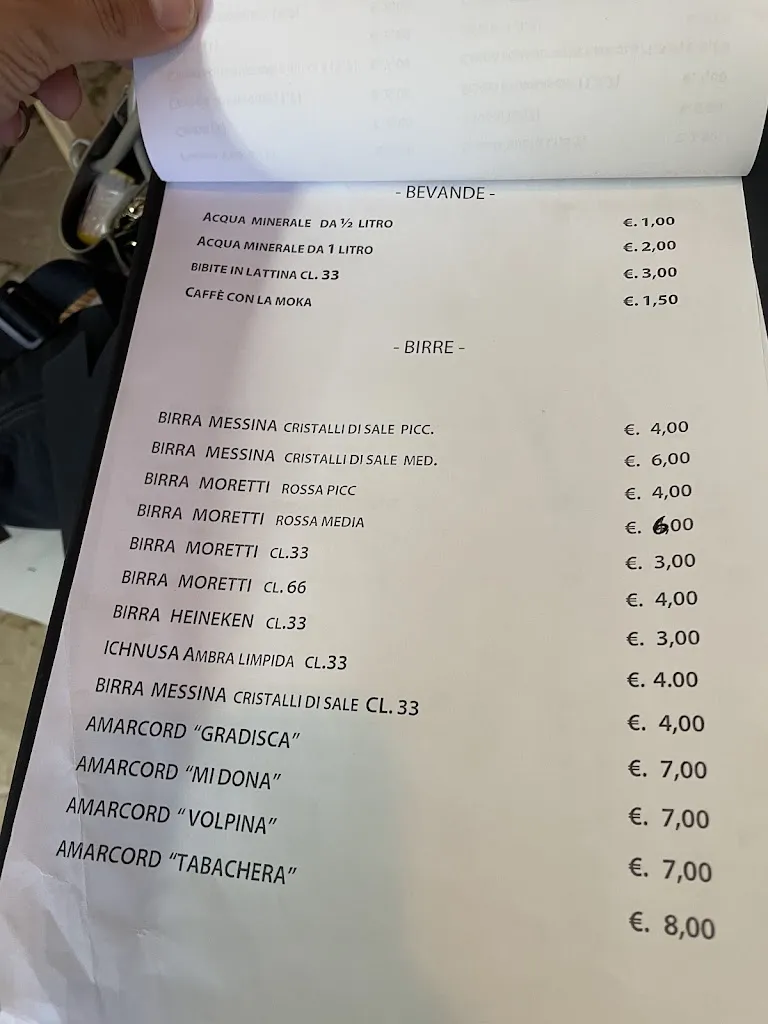 - BEVANDE -
ACQUA MINERALE DA ½ LITRO €. 1,00
ACQUA MINERALE DA 1 LITRO €. 2,00
BIBITE IN LATTINA CL. 33 €. 3,00
CAFFÈ CON LA MOKA €. 1,50
- BIRRE -
BIRRA MESSINA CRISTALLI DI SALE PICC. €. 4,00
BIRRA MESSINA CRISTALLI DI SALE MED. €. 6,00
BIRRA MORETTI ROSSA PICC €. 4,00
BIRRA MORETTI ROSSA MEDIA €. 6,00
BIRRA MORETTI CL.33 €. 3,00
BIRRA MORETTI CL. 66 €. 4,00
BIRRA HEINEKEN CL.33 €. 3,00
ICHNUSA AMBRA LIMPIDA CL.33 €. 4.00
BIRRA MESSINA CRISTALLI DI SALE CL. 33 €. 4,00
AMARCORD “GRADISCA” €. 7,00
AMARCORD “MI DONA” €. 7,00
AMARCORD “VOLPINA” €. 7,00
AMARCORD “TABACHERA” €. 8,00